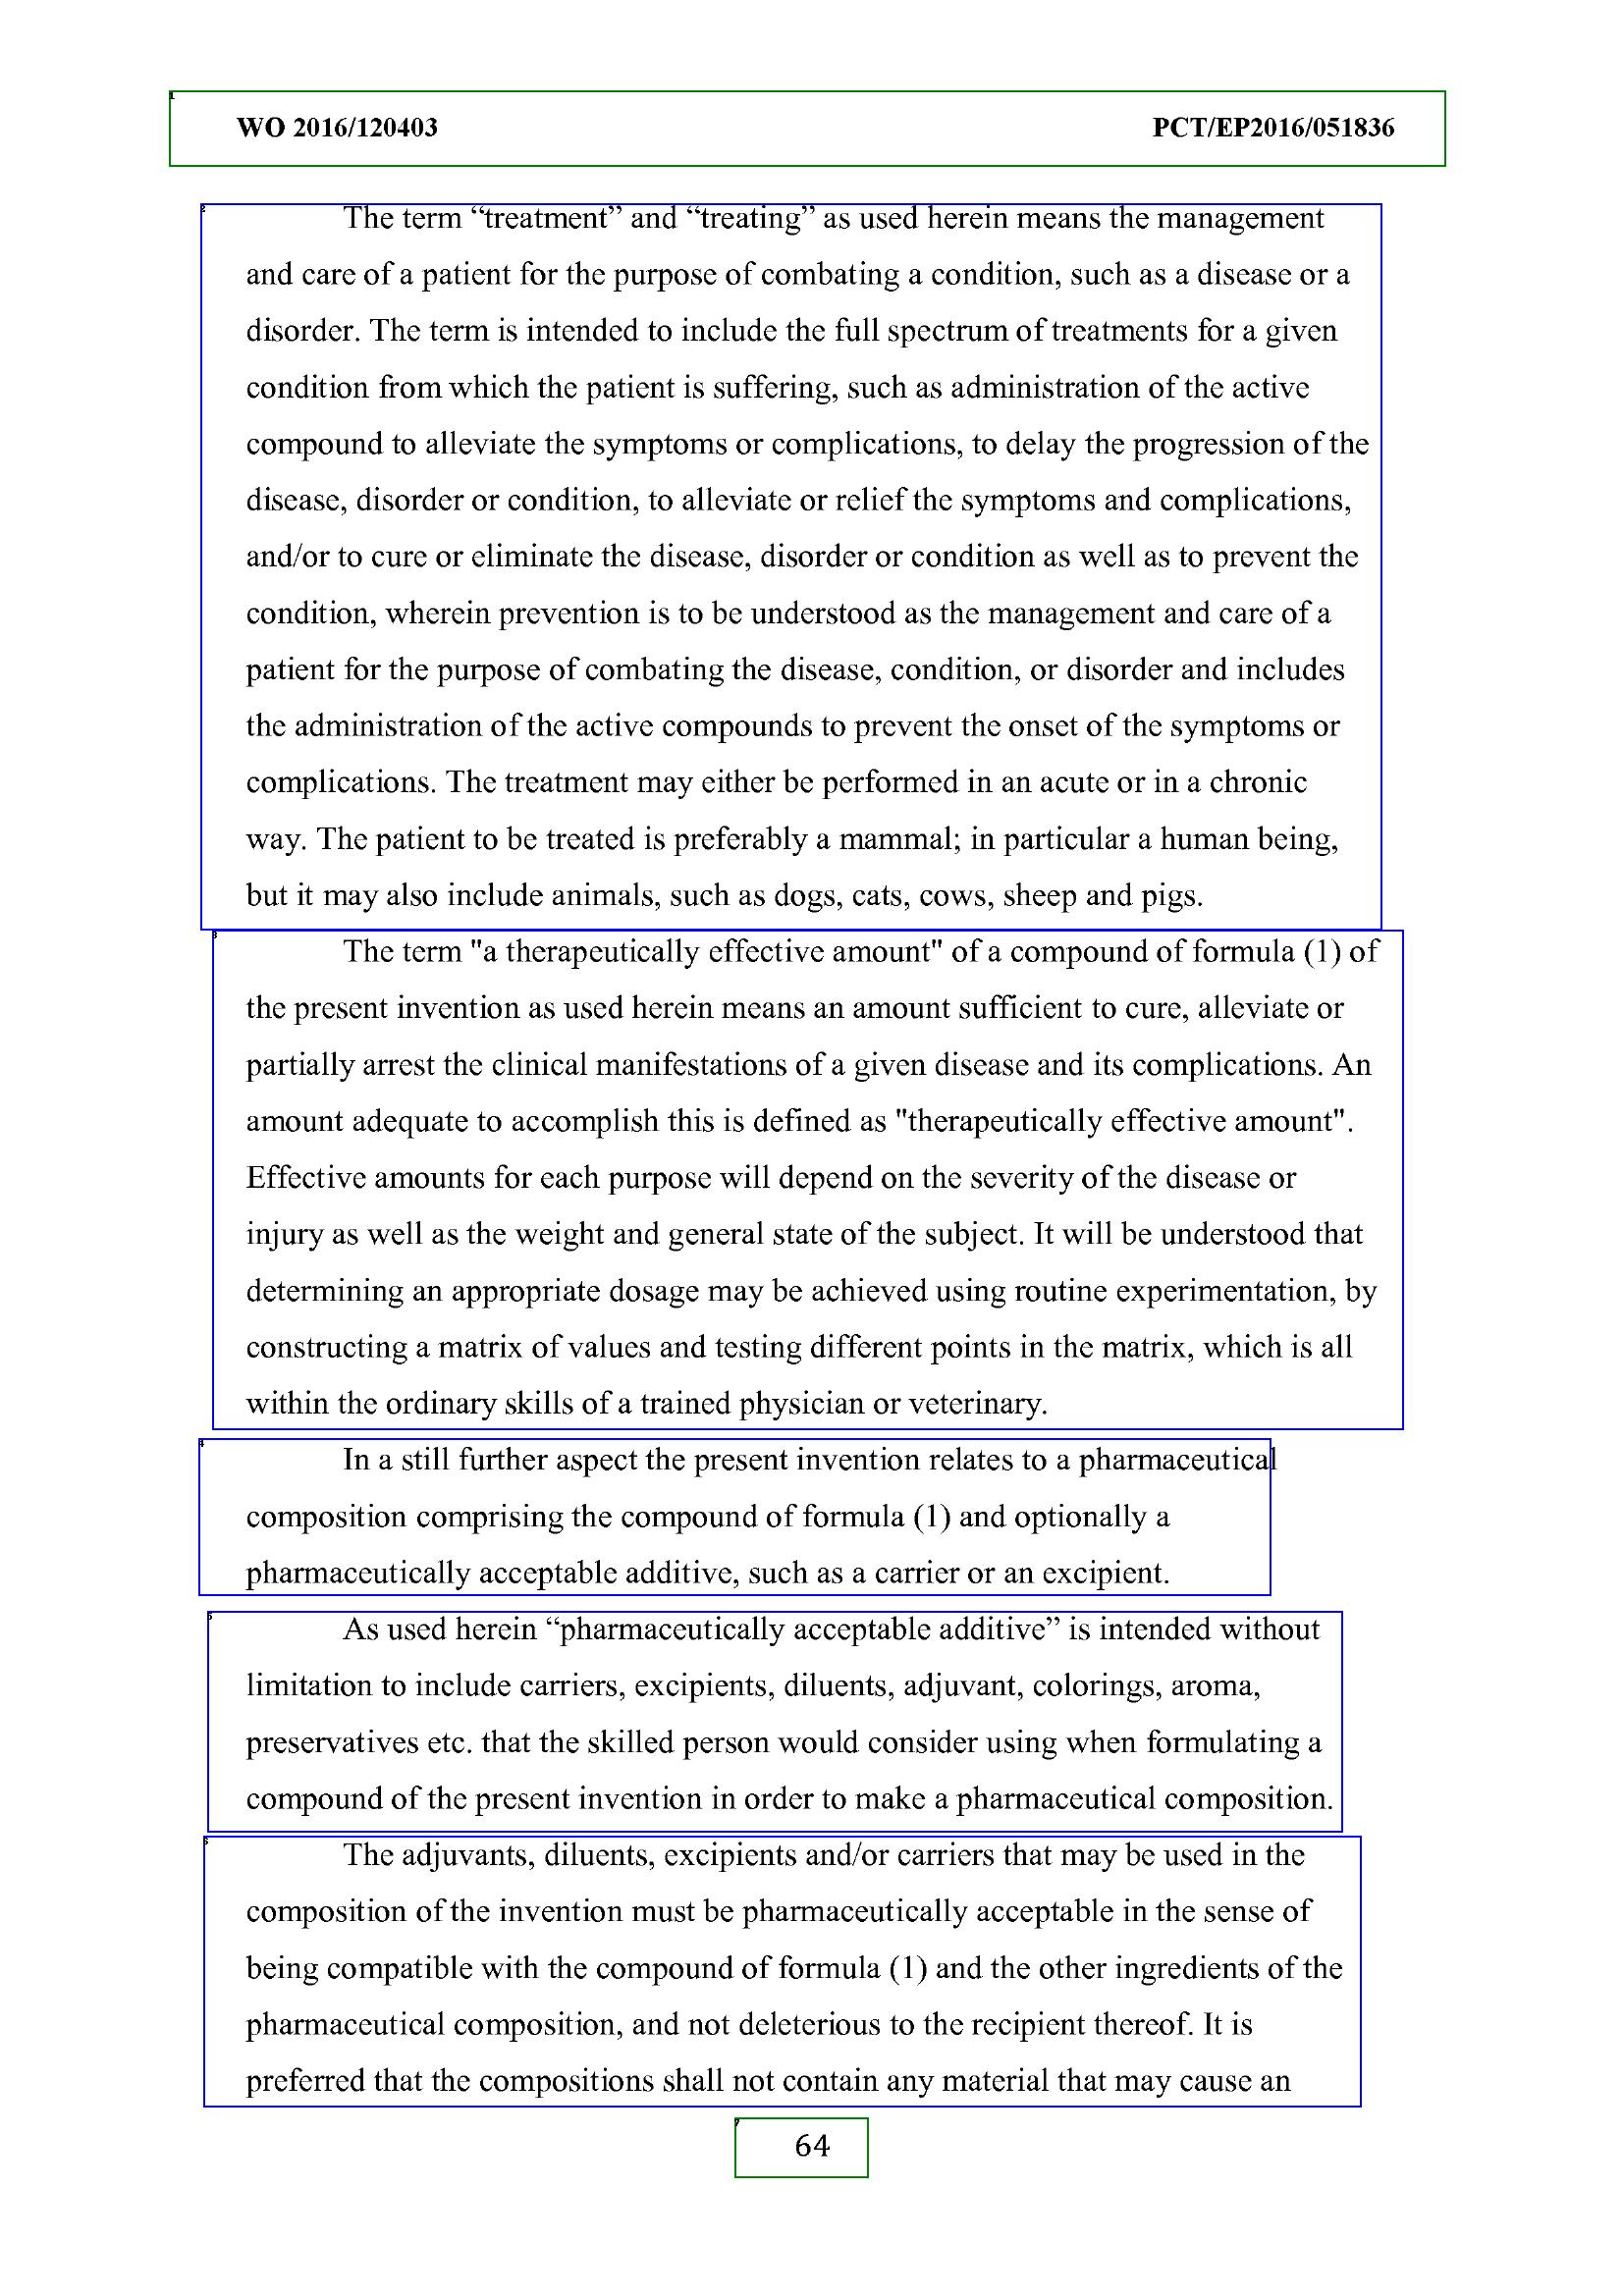 WO 2016/120403 PCT/EP2016/051836
The term “treatment” and “treating” as used herein means the management
and care of a patient for the purpose of combating a condition, such as a disease or a
disorder. The term is intended to include the full spectrum of treatments for a given
condition from which the patient is suffering, such as administration of the active
compound to alleviate the symptoms or complications, to delay the progression of the
disease, disorder or condition, to alleviate or relief the symptoms and complications,
and/or to cure or eliminate the disease, disorder or condition as well as to prevent the
condition, wherein prevention is to be understood as the management and care of a
patient for the purpose of combating the disease, condition, or disorder and includes
the administration of the active compounds to prevent the onset of the symptoms or
complications. The treatment may either be performed in an acute or in a chronic
way. The patient to be treated is preferably a mammal; in particular a human being,
but it may also include animals, such as dogs, cats, cows, sheep and pigs.
The term "a therapeutically effective amount" of a compound of formula (1) of
the present invention as used herein means an amount sufficient to cure, alleviate or
partially arrest the clinical manifestations of a given disease and its complications. An
amount adequate to accomplish this is defined as "therapeutically effective amount".
Effective amounts for each purpose will depend on the severity of the disease or
injury as well as the weight and general state of the subject. It will be understood that
determining an appropriate dosage may be achieved using routine experimentation, by
constructing a matrix of values and testing different points in the matrix, which is all
within the ordinary skills of a trained physician or veterinary.
In a still further aspect the present invention relates to a pharmaceutical
composition comprising the compound of formula (1) and optionally a
pharmaceutically acceptable additive, such as a carrier or an excipient.
As used herein “pharmaceutically acceptable additive” is intended without
limitation to include carriers, excipients, diluents, adjuvant, colorings, aroma,
preservatives etc. that the skilled person would consider using when formulating a
compound of the present invention in order to make a pharmaceutical composition.
The adjuvants, diluents, excipients and/or carriers that may be used in the
composition of the invention must be pharmaceutically acceptable in the sense of
being compatible with the compound of formula (1) and the other ingredients of the
pharmaceutical composition, and not deleterious to the recipient thereof. It is
preferred that the compositions shall not contain any material that may cause an
64